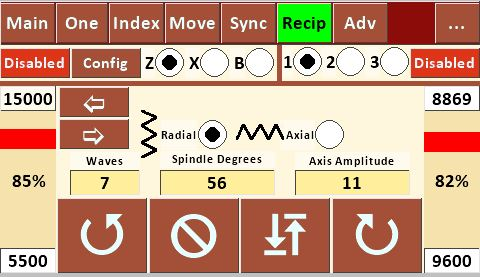 Main One Index Move Sync Recip Adv ...
Disabled Config Z X B 1 2 3 Disabled
15000 8869
Radial Axial
Waves Spindle Degrees Axis Amplitude
85% 7 56 11 82%
5500 9600